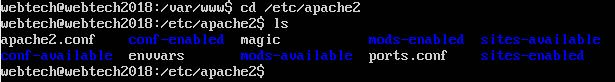 webtech@webtech2018:/var/www$ cd /etc/apache2
webtech@webtech2018:/etc/apache2$ ls
apache2.conf conf-enabled magic mods-enabled sites-available
conf-available envvars mods-available ports.conf sites-enabled
webtech@webtech2018:/etc/apache2$